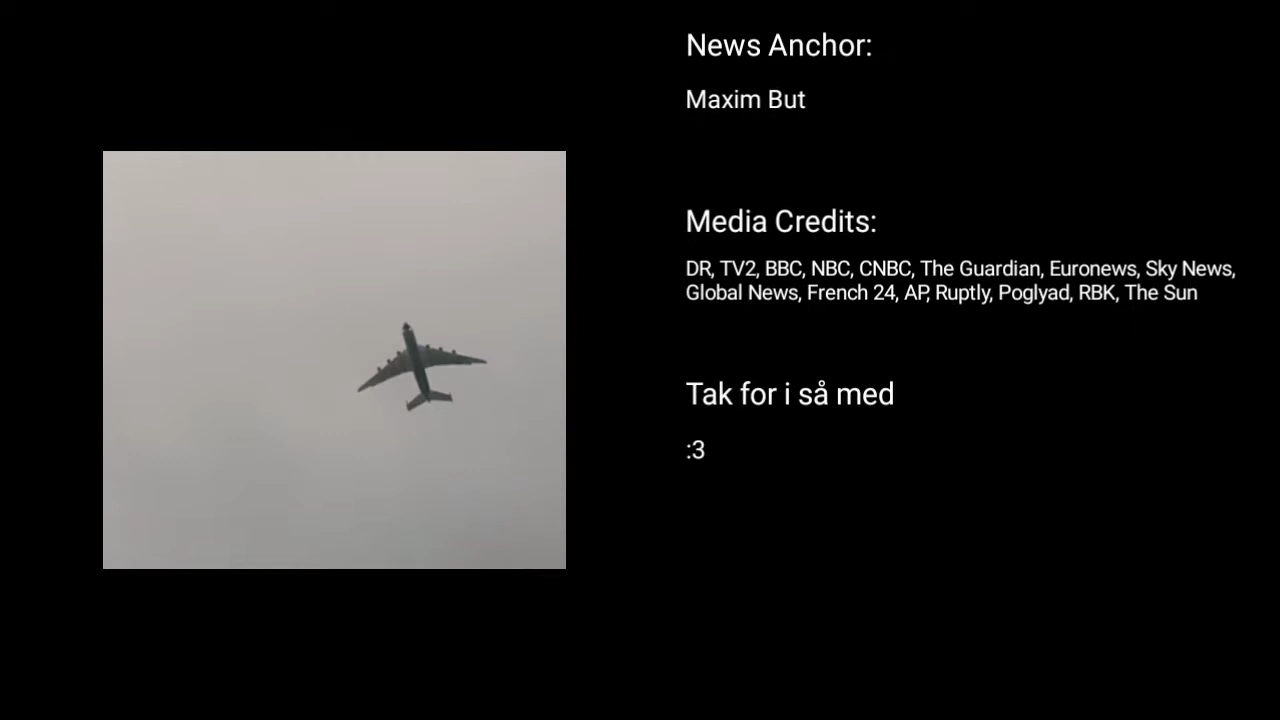 News Anchor:
Maxim But
Media Credits:
DR, TV2, BBC, NBC, CNBC, The Guardian, Euronews, Sky News,
Global News, French 24, AP, Ruptly, Poglyad, RBK, The Sun
Tak for i så med
:3